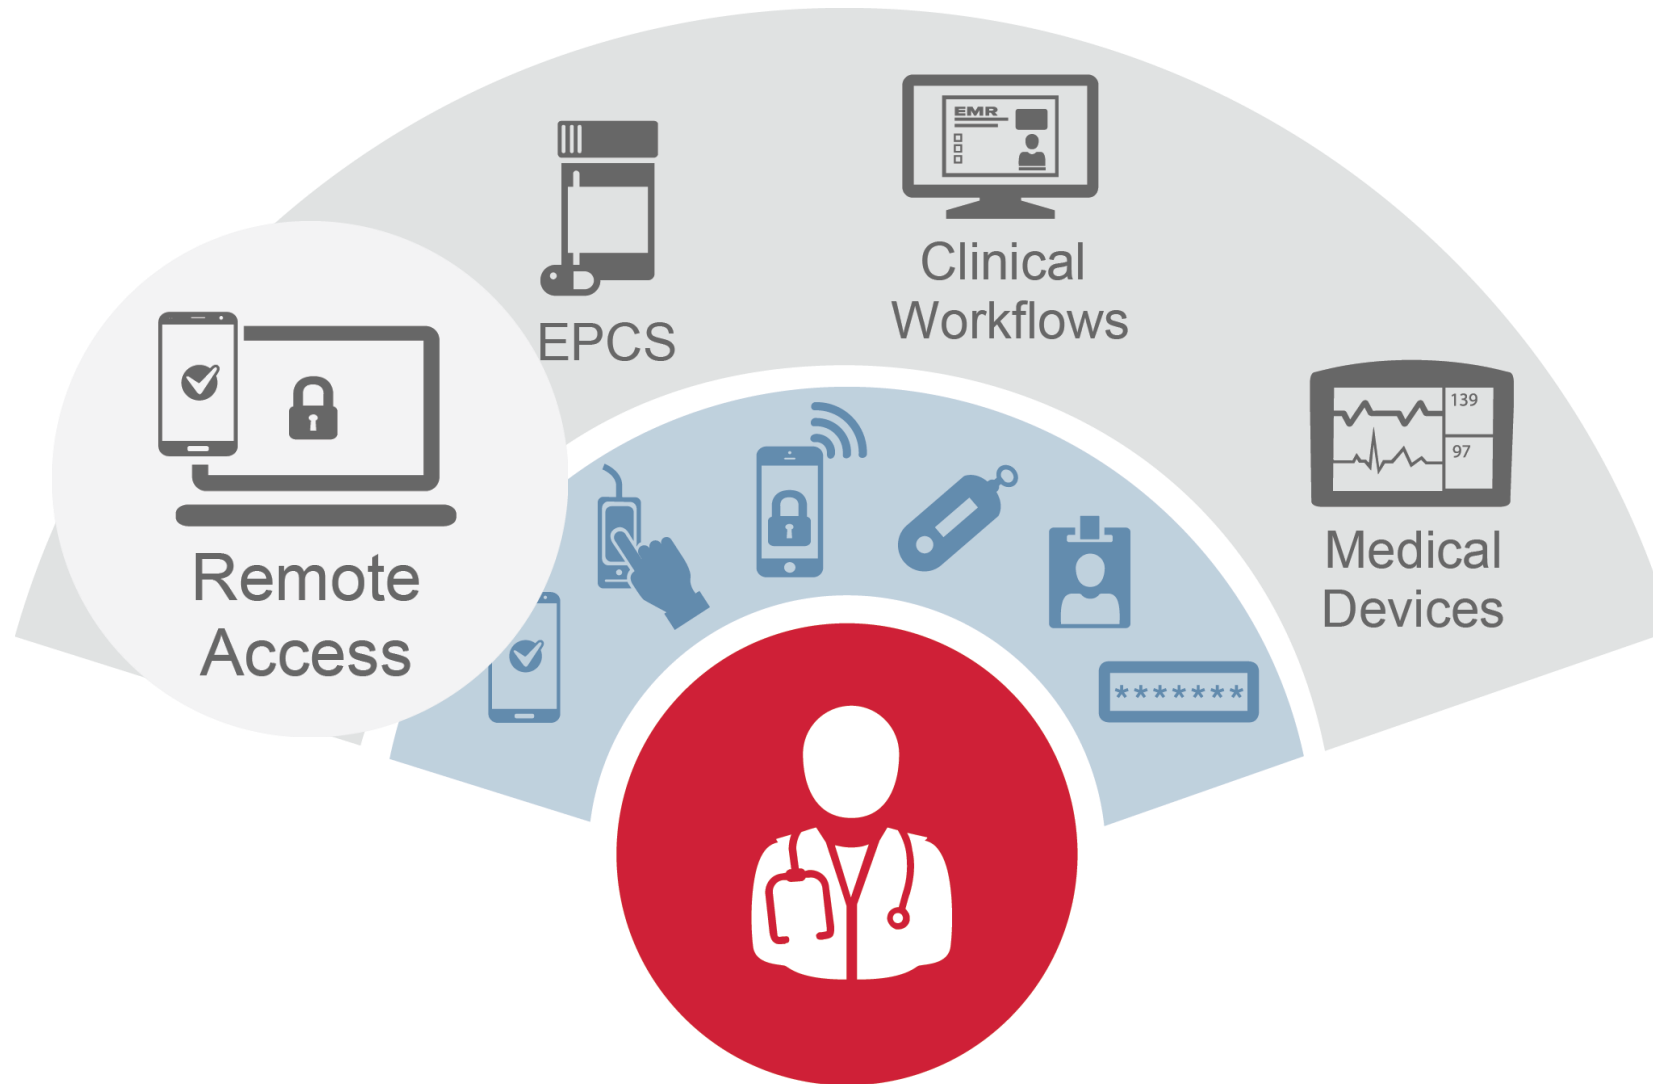 EMR
Clinical
Workflows
EPCS
139
97
Remote
Access
Medical
Devices
*******